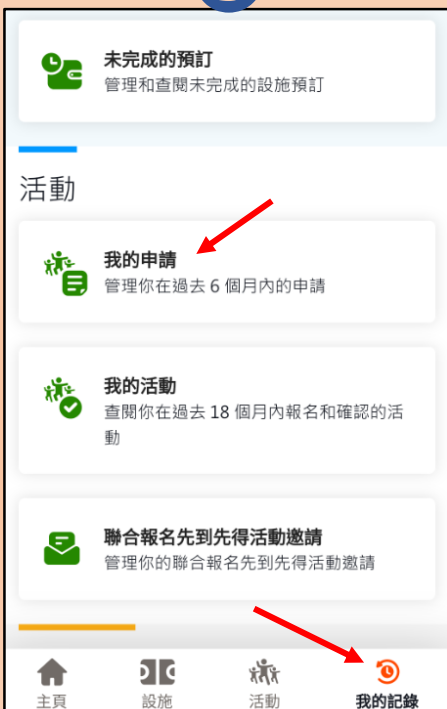 未完成的預訂
管理和查閱未完成的設施預訂
活動
我的申請
管理你在過去 6 個月內的申請
我的活動
查閱你在過去 18 個月內報名和確認的活
動
聯合報名先到先得活動邀請
管理你的聯合報名先到先得活動邀請
主頁
設施
活動
我的記錄